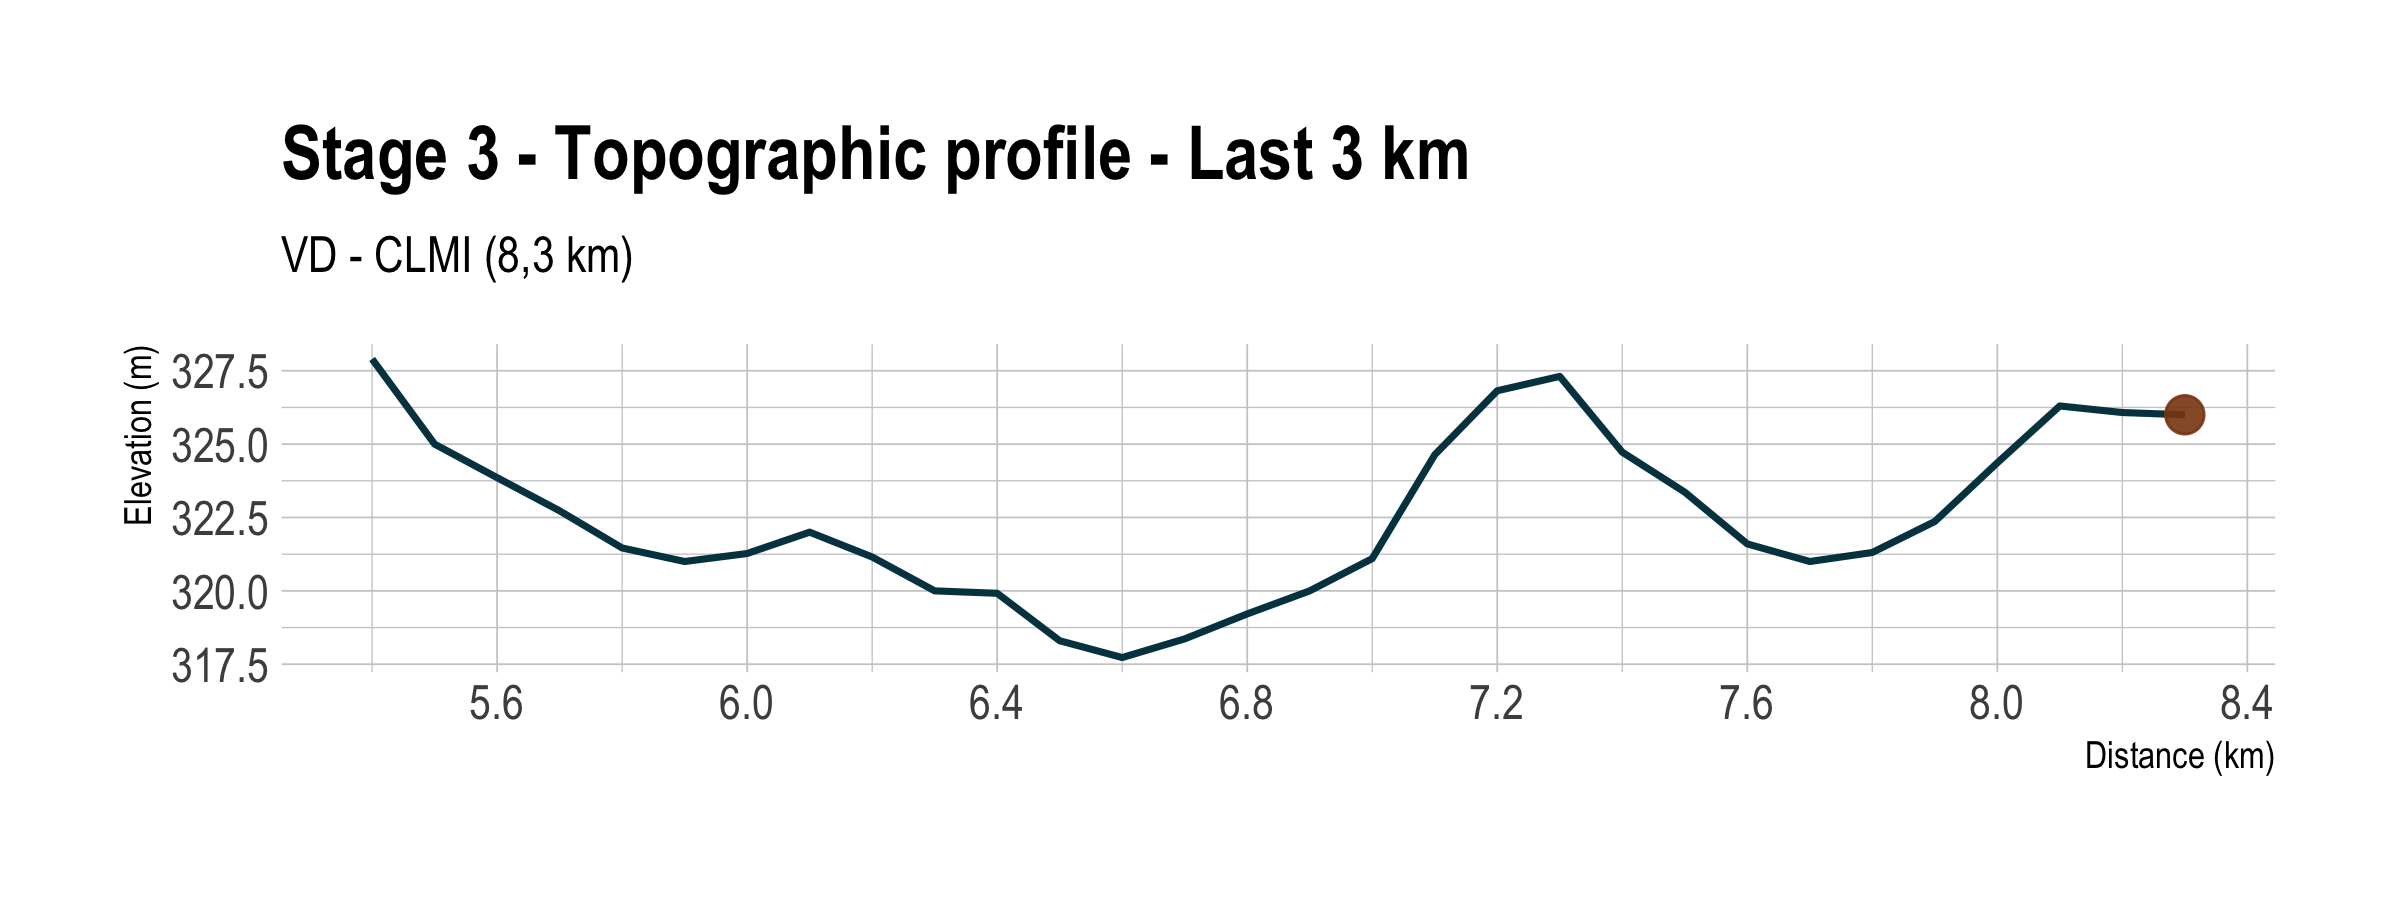 Stage 3 - Topographic profile - Last 3 km
VD - CLMI (8,3 km)
Elevation (m)
327.5
325.0
322.5
320.0
317.5
5.6 6.0 6.4 6.8 7.2 7.6 8.0 8.4
Distance (km)